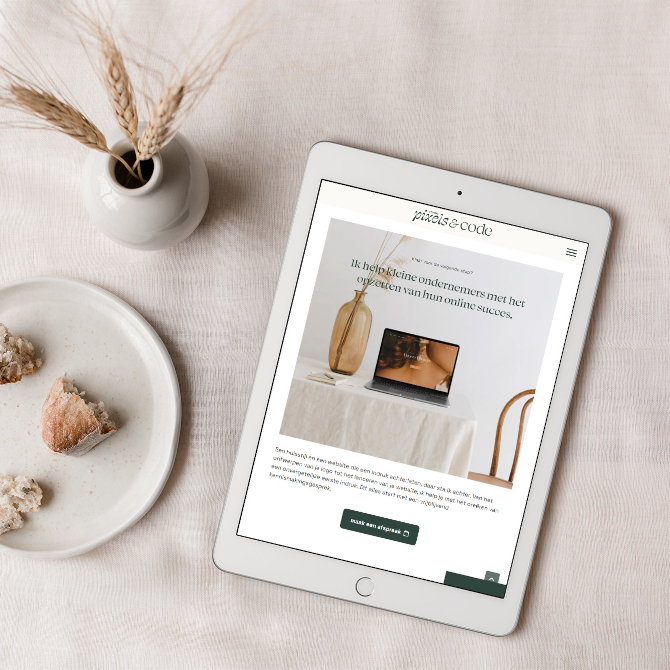 pixels & code
Klaar voor de volgende stap?
Ik help kleine ondernemers met het
opzetten van hun online succes.
Een huisstijl en een website die een indruk achterlaten, daar sta ik achter. Van het
ontwerpen van je logo tot het lanceren van je website, ik help je met het creëren van
een onvergetelijke eerste indruk. Dit alles start met een vrijblijvend
kennismakingsgesprek.
maak een afspraak